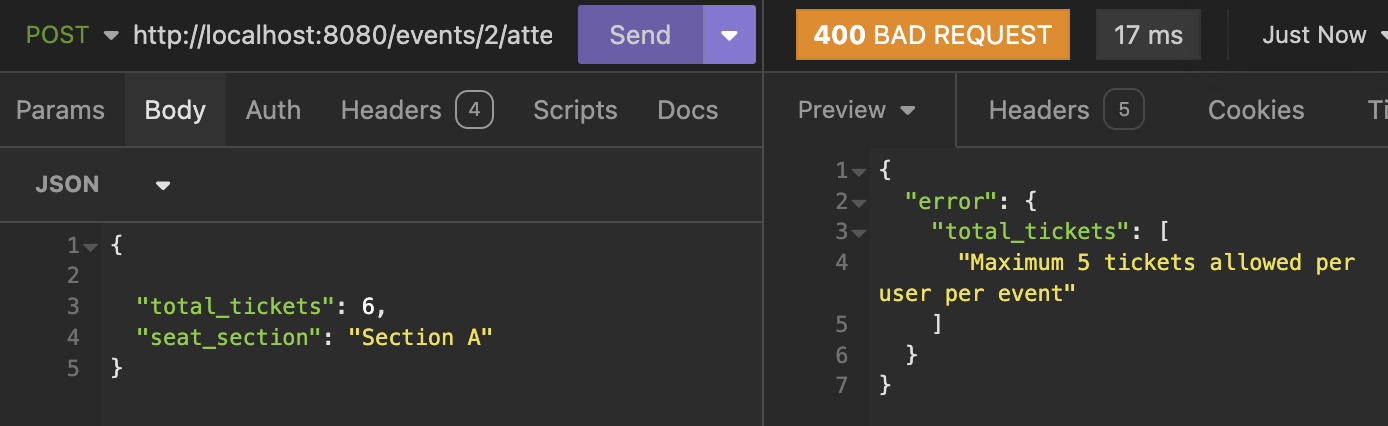 POST http://localhost:8080/events/2/atte Send
400 BAD REQUEST 17 ms Just Now
Params Body Auth Headers 4 Scripts Docs
Preview Headers 5 Cookies Ti
JSON
1 {
2
3 "total_tickets": 6,
4 "seat_section": "Section A"
5 }
1 {
2 "error": {
3 "total_tickets": [
4 "Maximum 5 tickets allowed per
user per event"
5 ]
6 }
7 }